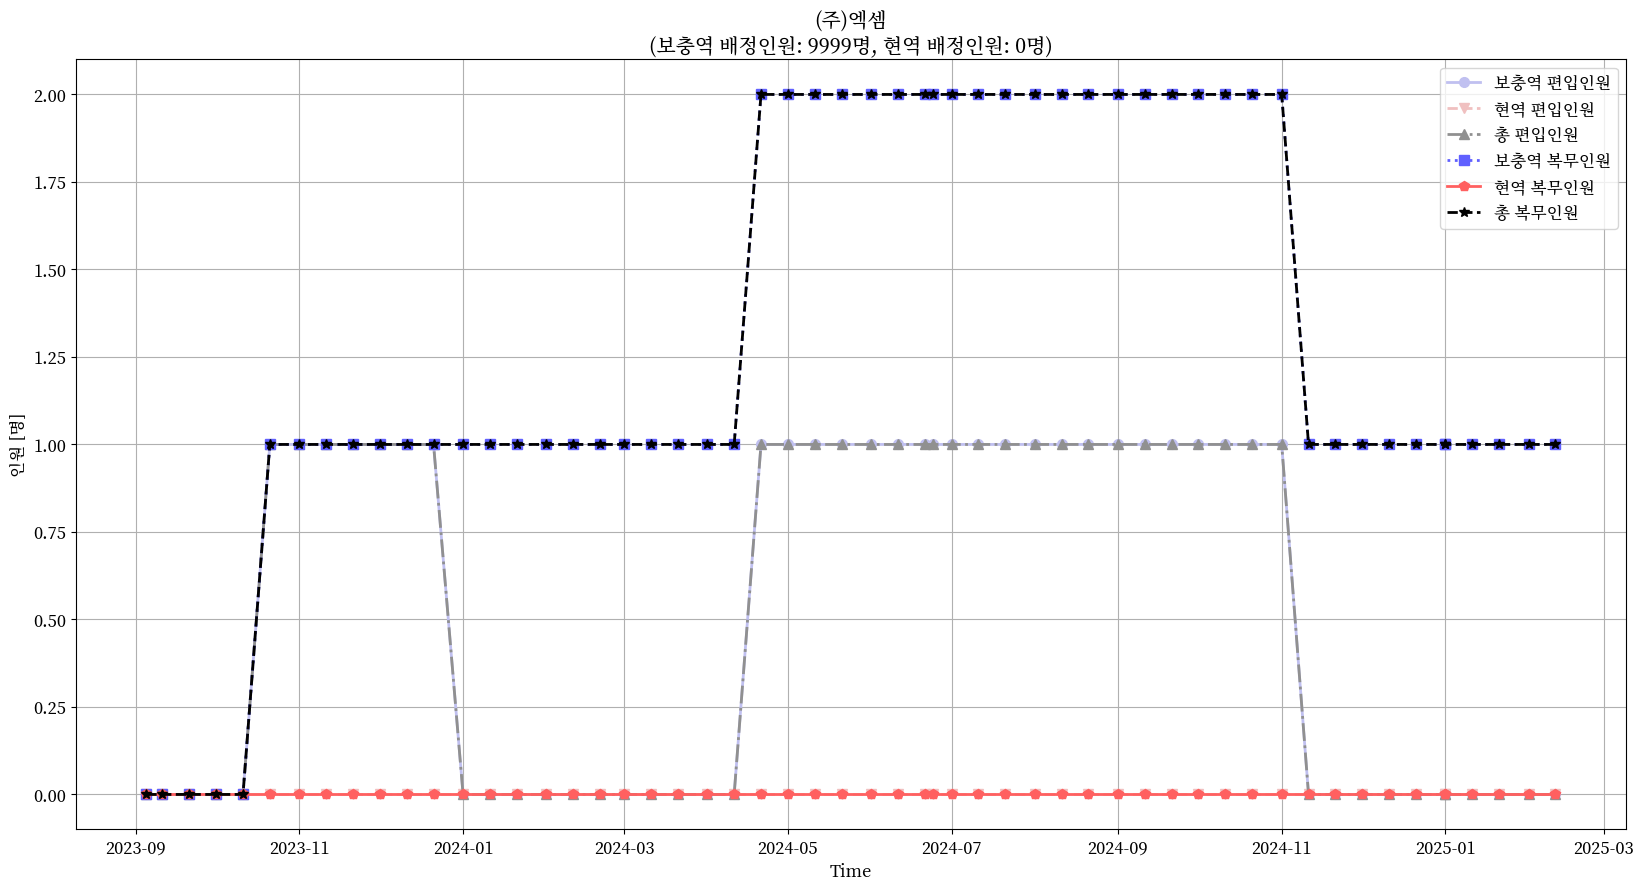 (주)엑셈
(보충역 배정인원: 9999명, 현역 배정인원: 0명)
보충역 편입인원
현역 편입인원
총 편입인원
보충역 복무인원
현역 복무인원
총 복무인원
인원 [명]
2.00
1.75
1.50
1.25
1.00
0.75
0.50
0.25
0.00
2023-09 2023-11 2024-01 2024-03 2024-05 2024-07 2024-09 2024-11 2025-01 2025-03
Time